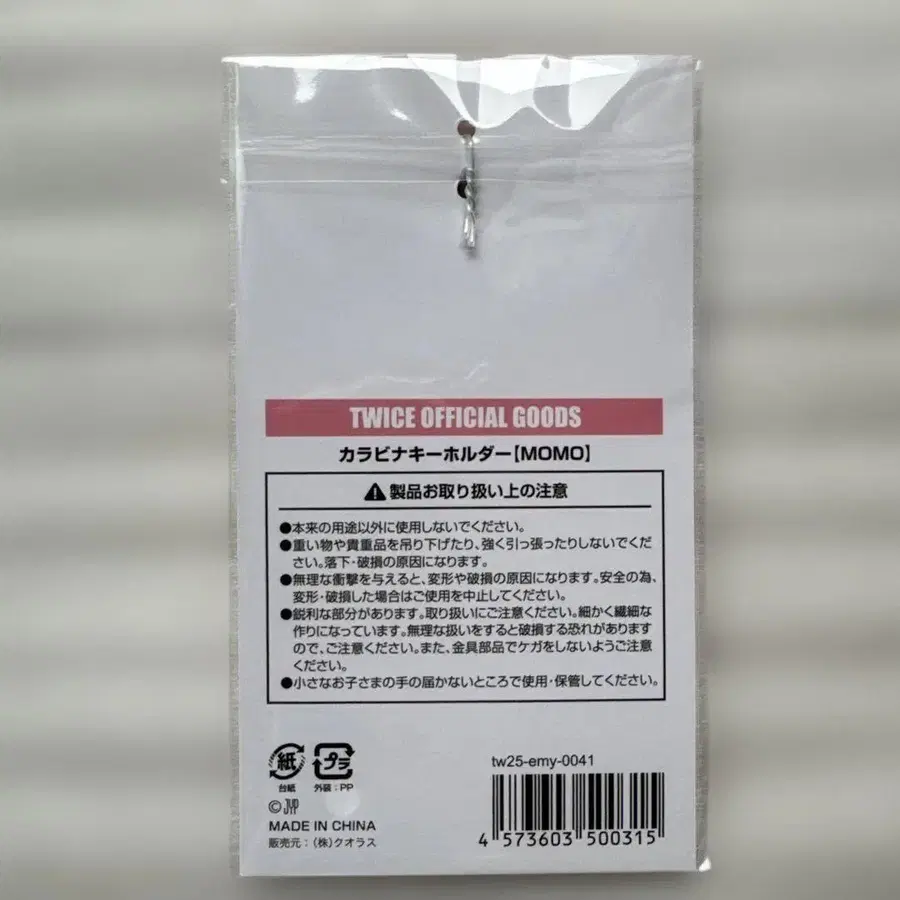 TWICE OFFICIAL GOODS
カラビナキーホルダー【MOMO】
⚠製品お取り扱い上の注意
●本来の用途以外に使用しないでください。
●重い物や貴重品を吊り下げたり、強く引っ張ったりしないでくだ
さい。落下・破損の原因になります。
●無理な衝撃を与えると、変形や破損の原因になります。安全の為、
変形・破損した場合はご使用を中止してください。
●鋭利な部分があります。取り扱いにご注意ください。細かく繊細な
作りになっています。無理な扱いをすると破損する恐れがあります
ので、ご注意ください。また、金具部品でケガをしないようご注意
ください。
●小さなお子さまの手の届かないところで使用・保管してください。
紙
台紙
プラ
外装：PP
tw25-emy-0041
© JYP
MADE IN CHINA
販売元：（株）クオラス
4 573603 500315